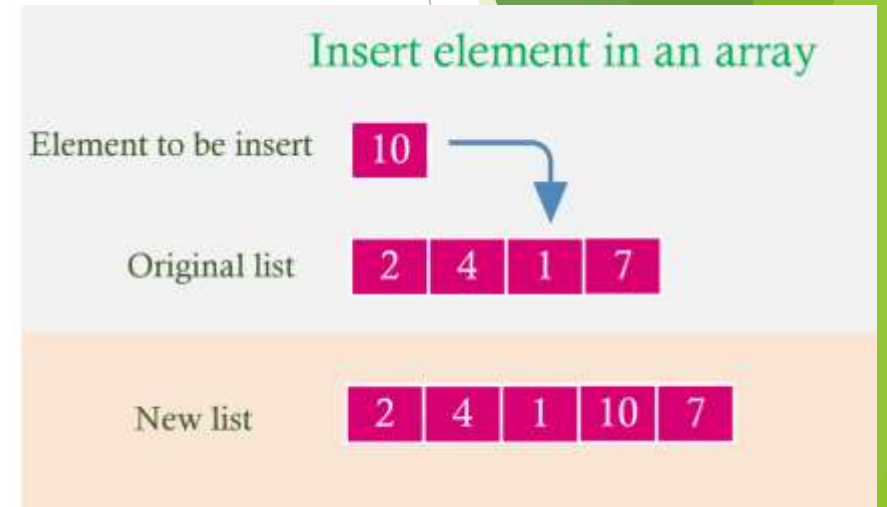 Insert element in an array
Element to be insert 10
Original list 2 4 1 7
New list 2 4 1 10 7